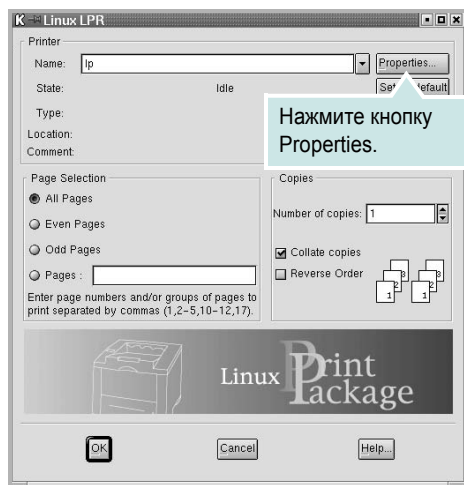 Linux LPR
Printer
Name: lp Properties...
State: Idle Set
Type:
Location:
Comment:
Нажмите кнопку
Properties.
Page Selection
All Pages
Even Pages
Odd Pages
Pages :
Enter page numbers and/or groups of pages to
print separated by commas (1,2-5,10-12,17).
Copies
Number of copies: 1
Collate copies
Reverse Order
Linux Print
Package
OK Cancel Help...